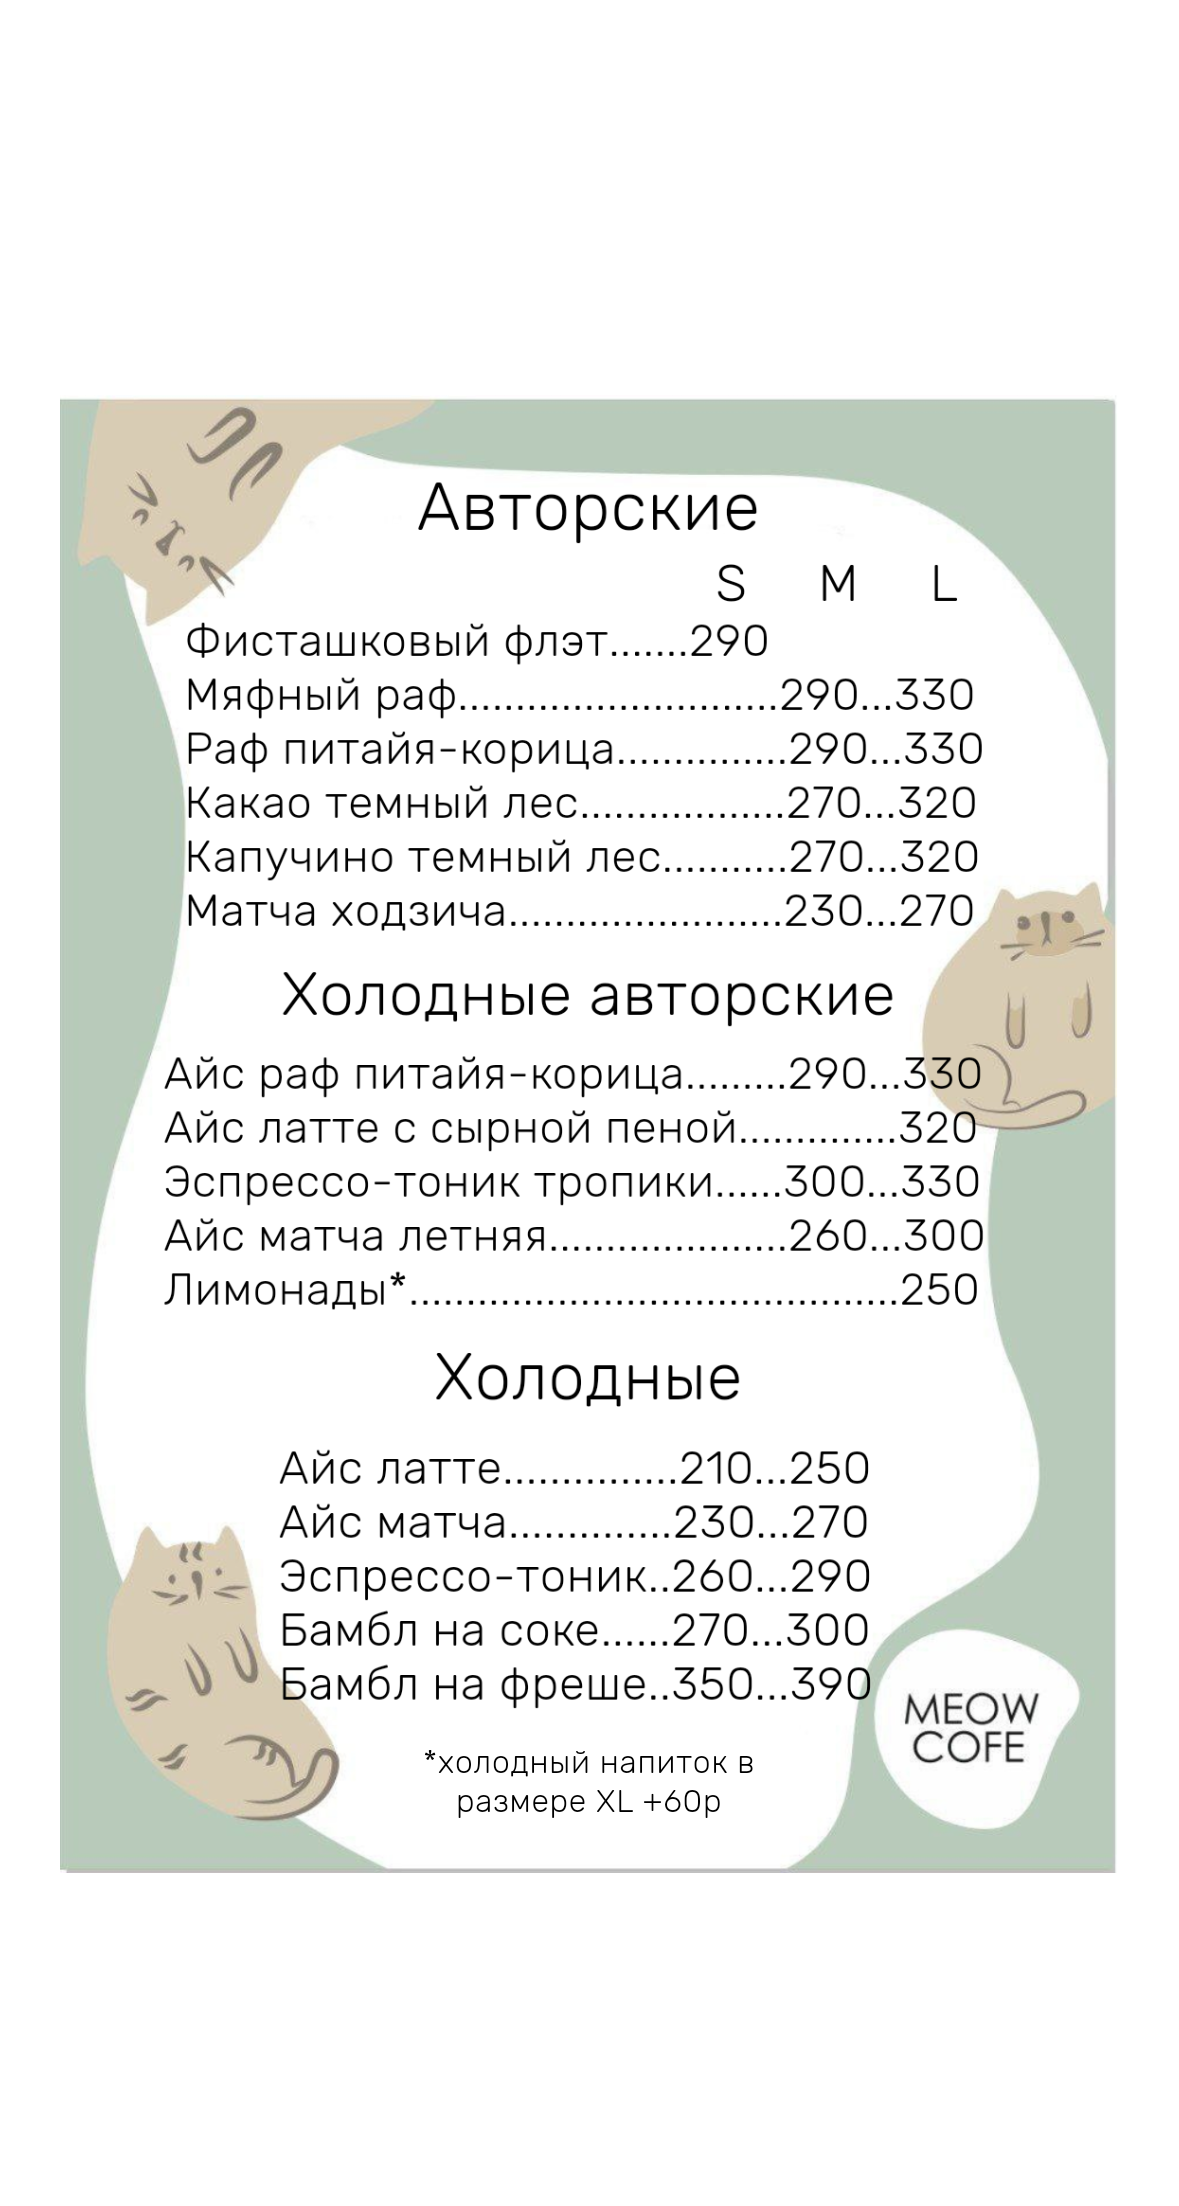 Авторские
S M L
Фисташковый флэт.......290
Мяфный раф............................290...330
Раф питайя-корица...............290...330
Какао темный лес..................270...320
Капучино темный лес...........270...320
Матча ходзича........................230...270
Холодные авторские
Айс раф питайя-корица.........290...330
Айс латте с сырной пеной..............320
Эспрессо-тоник тропики......300...330
Айс матча летняя.....................260...300
Лимонады*...........................................250
Холодные
Айс латте...............210...250
Айс матча..............230...270
Эспрессо-тоник..260...290
Бамбл на соке......270...300
Бамбл на фреше..350...390
MEOW
COFE
*холодный напиток в
размере XL +60р